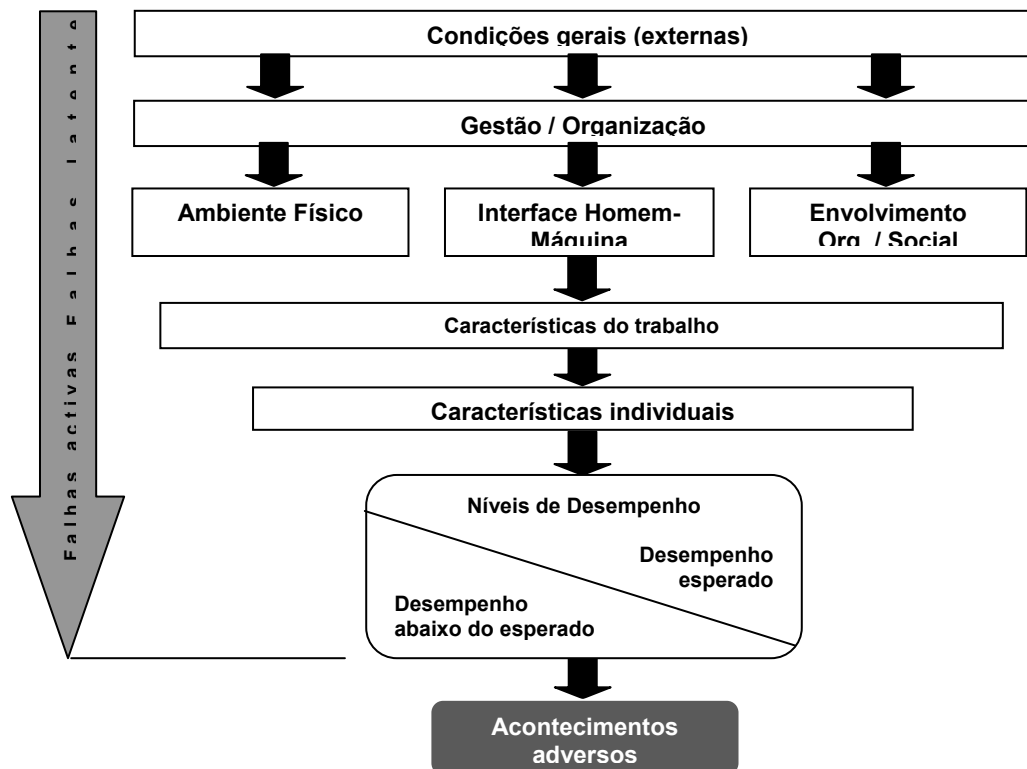 Condições gerais (externas)
Gestão / Organização
Ambiente Físico
Interface Homem-
Máquina
Envolvimento
Org. / Social
Características do trabalho
Características individuais
Níveis de Desempenho
Desempenho
esperado
Desempenho
abaixo do esperado
Acontecimentos
adversos
Falhas activas Falhas latente